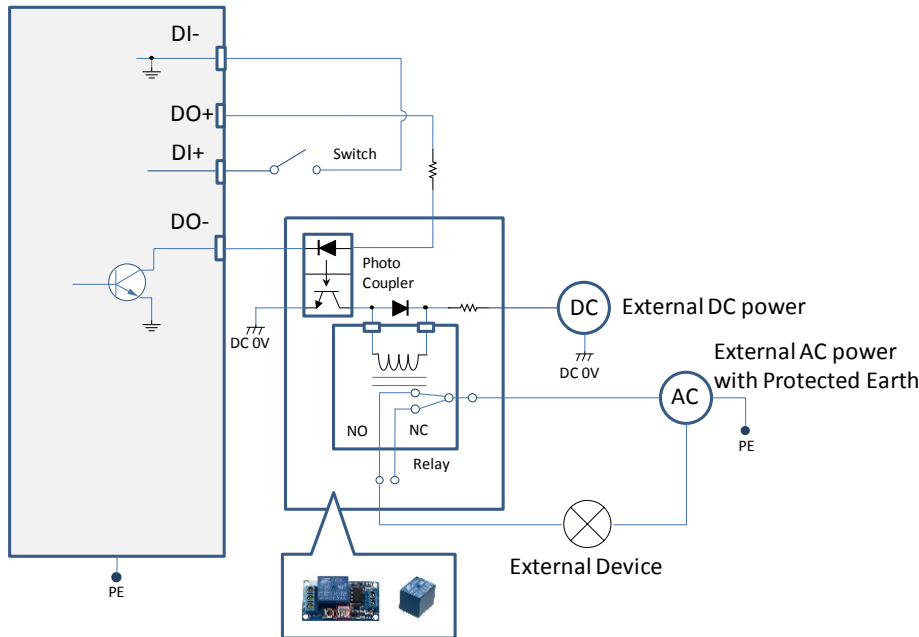 DI-
DO+
DI+
Switch
DO-
Photo
Coupler
DC 0V
DC
External DC power
DC 0V
External AC power
with Protected Earth
AC
PE
NO
NC
Relay
External Device
PE